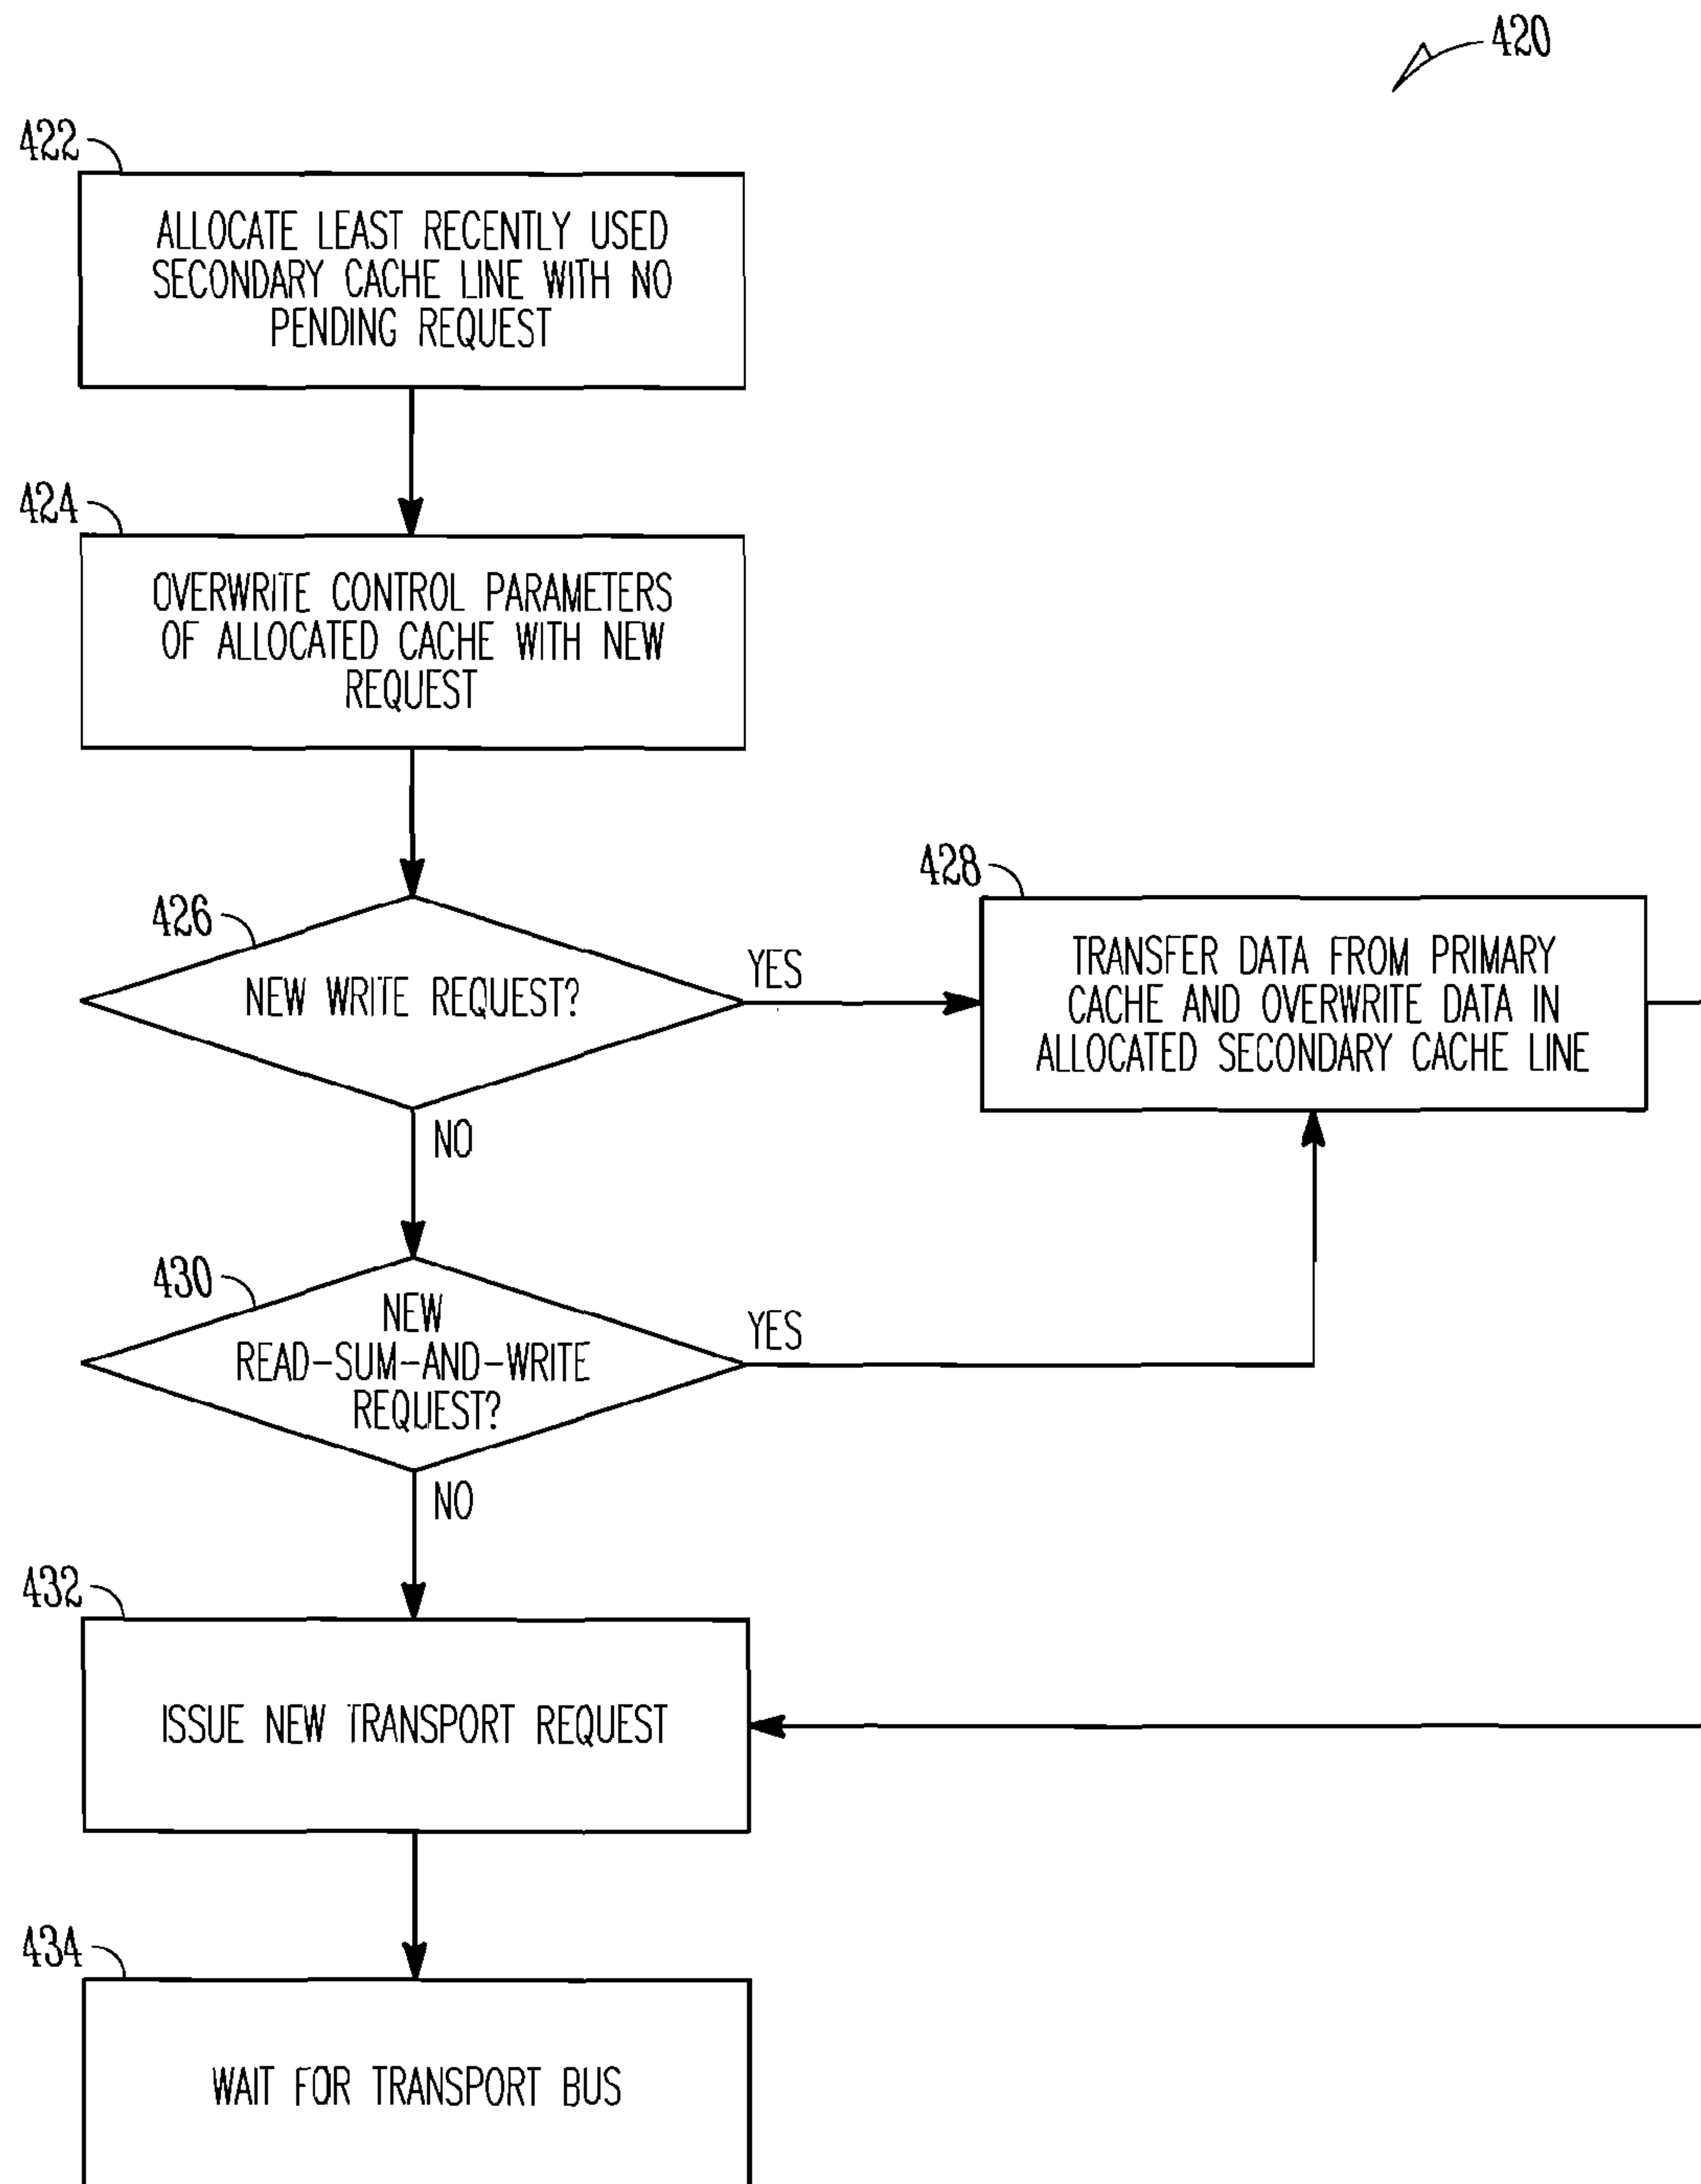 420
422
ALLOCATE LEAST RECENTLY USED
SECONDARY CACHE LINE WITH NO
PENDING REQUEST
424
OVERWRITE CONTROL PARAMETERS
OF ALLOCATED CACHE WITH NEW
REQUEST
426
NEW WRITE REQUEST?
YES
NO
428
TRANSFER DATA FROM PRIMARY
CACHE AND OVERWRITE DATA IN
ALLOCATED SECONDARY CACHE LINE
430
NEW
READ-SUM-AND-WRITE
REQUEST?
YES
NO
432
ISSUE NEW TRANSPORT REQUEST
434
WAIT FOR TRANSPORT BUS